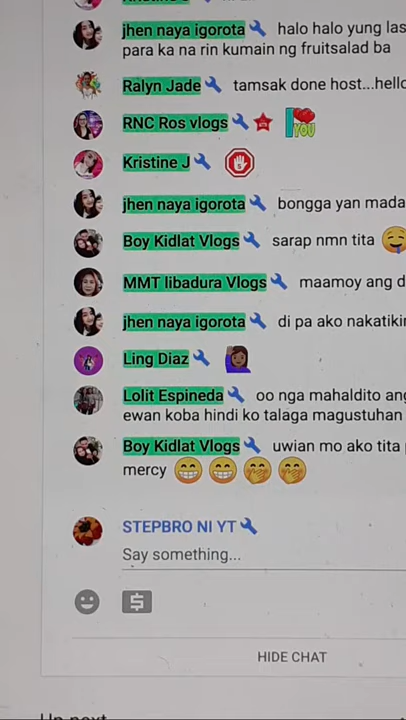 jhen naya igorota halo halo yung las
para ka na rin kumain ng fruitsalad ba
Ralyn Jade tamsak done host...hello
RNC Ros vlogs YOU
Kristine J
jhen naya igorota bongga yan mada
Boy Kidlat Vlogs sarap nmn tita
MMT libadura Vlogs maamoy ang d
jhen naya igorota di pa ako nakatikin
Ling Diaz
Lolit Espineda oo nga mahaldito ang
ewan koba hindi ko talaga magustuhan
Boy Kidlat Vlogs uwian mo ako tita
mercy
STEPBRO NI YT
Say something...
HIDE CHAT
Up next